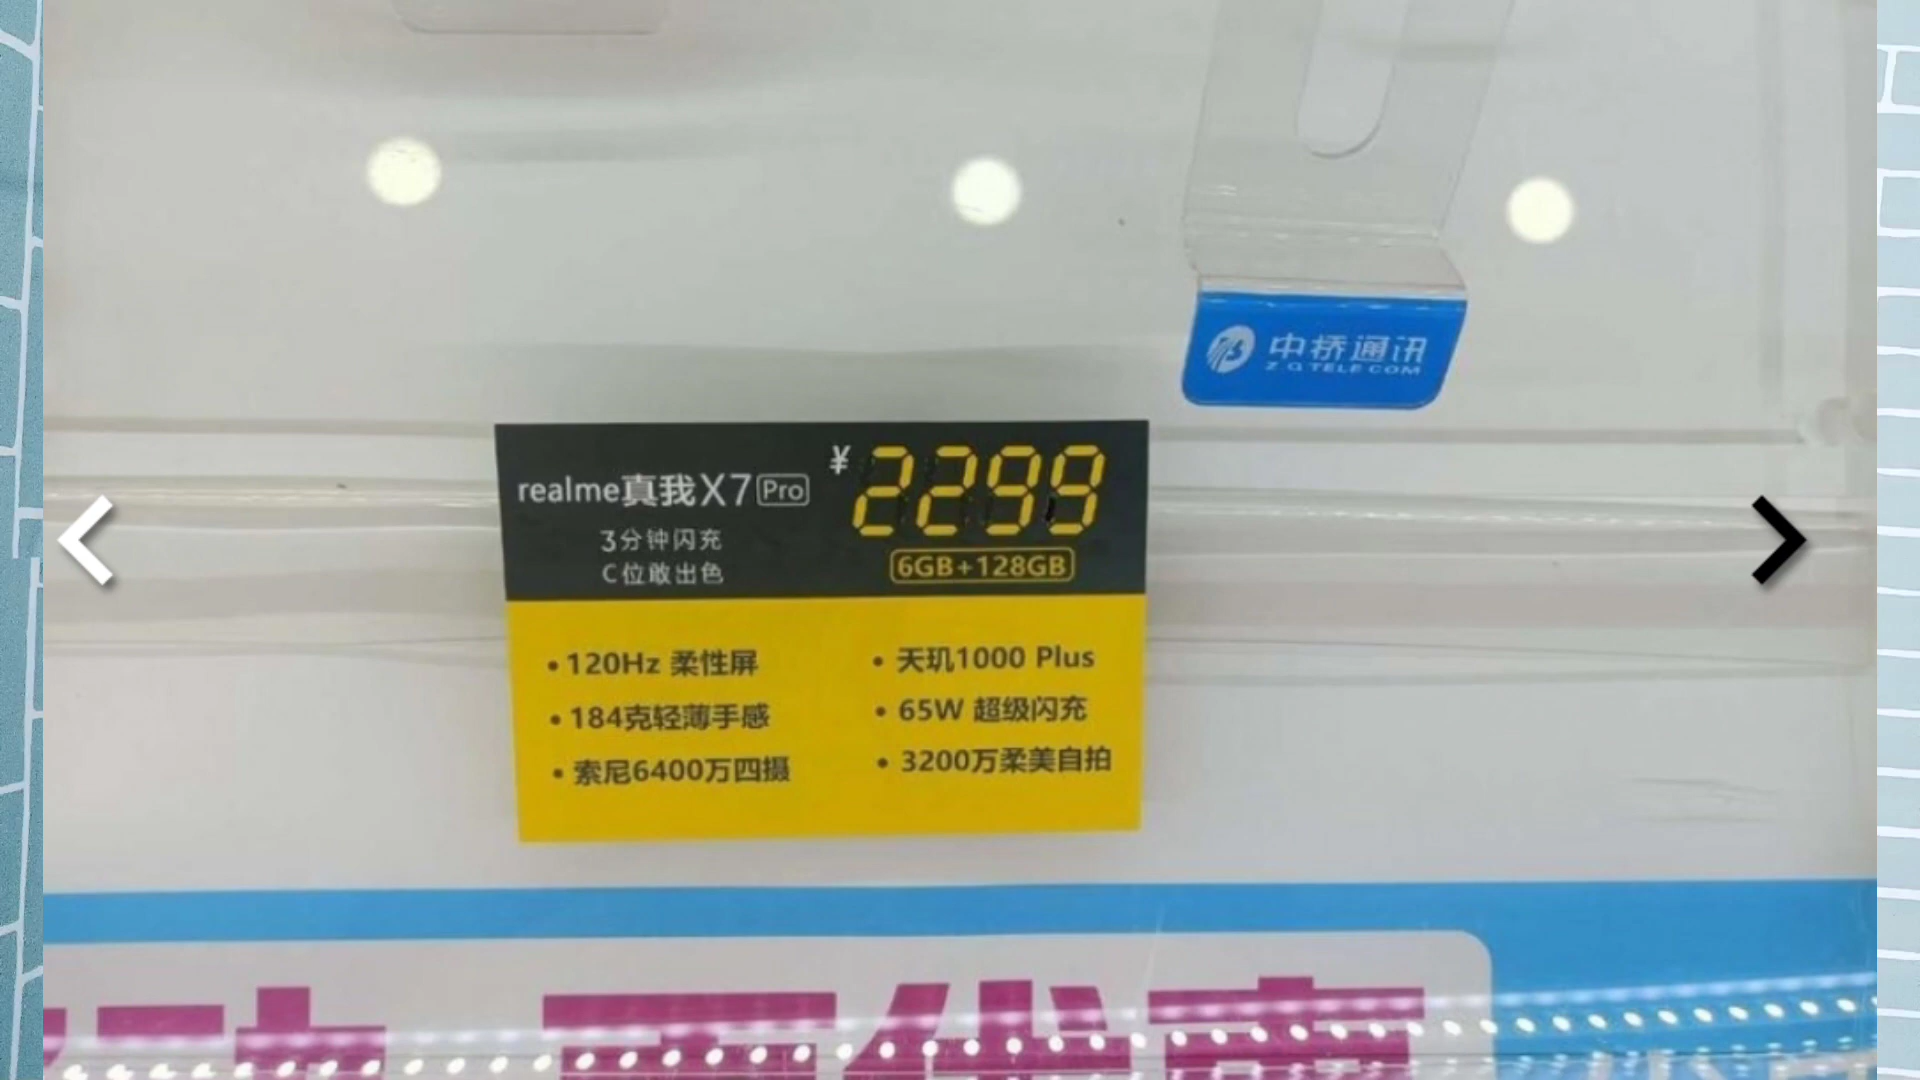 中桥通讯
Z.Q.TELECOM
realme真我X7 Pro
¥2299
3分钟闪充
C位敢出色
6GB+128GB
• 120Hz 柔性屏
• 天玑1000 Plus
• 184克轻薄手感
• 65W 超级闪充
• 索尼6400万四摄
• 3200万柔美自拍